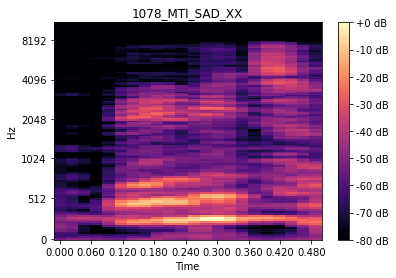 1078_MTI_SAD_XX
8192
4096
2048
1024
512
0
Hz
0.000 0.060 0.120 0.180 0.240 0.300 0.360 0.420 0.480
Time
+0 dB
-10 dB
-20 dB
-30 dB
-40 dB
-50 dB
-60 dB
-70 dB
-80 dB